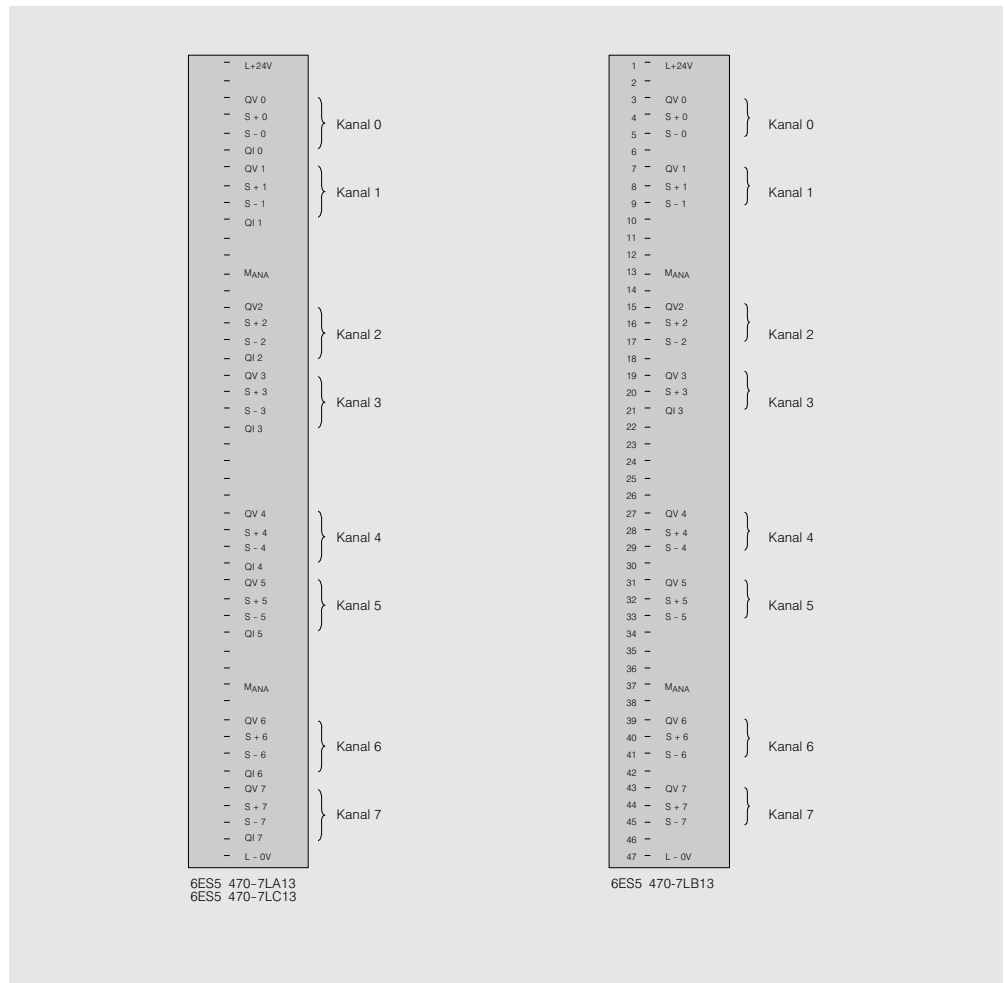 L+24V
QV 0
S + 0
S - 0
QI 0
Kanal 0
QV 1
S + 1
S - 1
QI 1
Kanal 1
MANA
QV2
S + 2
S - 2
QI 2
Kanal 2
QV 3
S + 3
S - 3
QI 3
Kanal 3
QV 4
S + 4
S - 4
QI 4
Kanal 4
QV 5
S + 5
S - 5
QI 5
Kanal 5
MANA
QV 6
S + 6
S - 6
QI 6
Kanal 6
QV 7
S + 7
S - 7
QI 7
Kanal 7
L - 0V
6ES5 470-7LA13
6ES5 470-7LC13
1 L+24V
2
3 QV 0
4 S + 0
5 S - 0
Kanal 0
6
7 QV 1
8 S + 1
9 S - 1
Kanal 1
10
11
12
13 MANA
14
15 QV2
16 S + 2
17 S - 2
Kanal 2
18
19 QV 3
20 S + 3
21 QI 3
Kanal 3
22
23
24
25
26
27 QV 4
28 S + 4
29 S - 4
Kanal 4
30
31 QV 5
32 S + 5
33 S - 5
Kanal 5
34
35
36
37 MANA
38
39 QV 6
40 S + 6
41 S - 6
Kanal 6
42
43 QV 7
44 S + 7
45 S - 7
Kanal 7
46
47 L - 0V
6ES5 470-7LB13